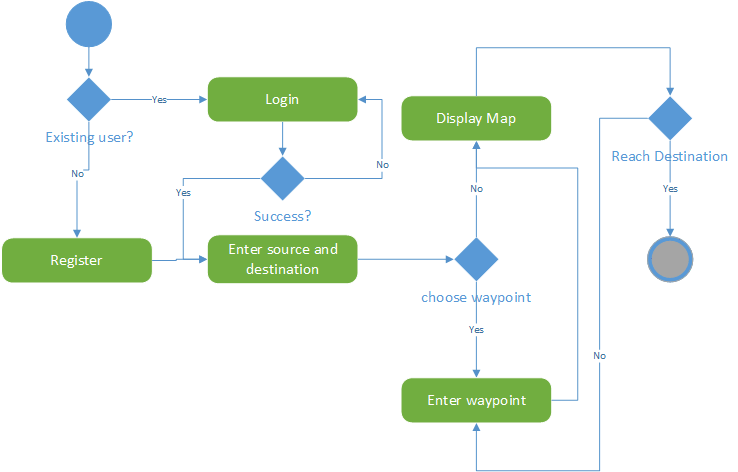 Yes
Login
Display Map
Existing user?
No
Yes
No
Success?
Reach Destination
No
Yes
Register
Enter source and
destination
choose waypoint
Yes
No
Enter waypoint